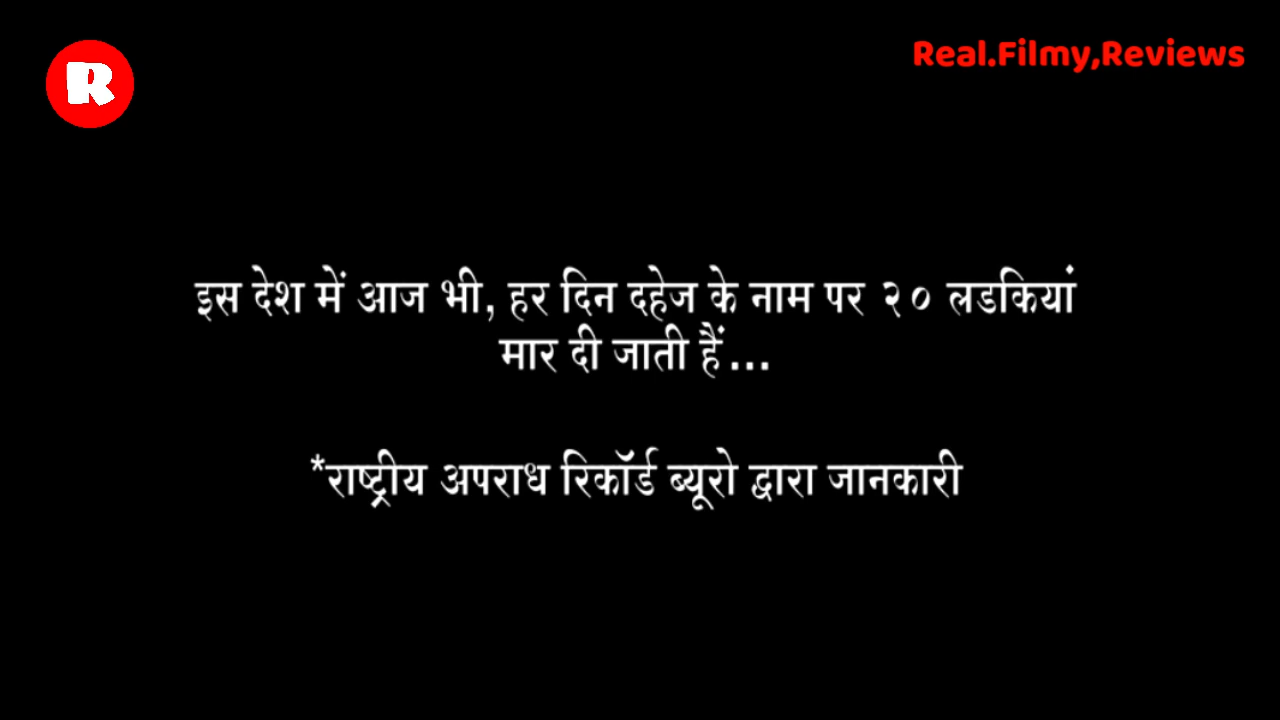 R
Real.Filmy,Reviews
इस देश में आज भी, हर दिन दहेज के नाम पर २० लडकियां
मार दी जाती हैं...
*राष्ट्रीय अपराध रिकॉर्ड ब्यूरो द्वारा जानकारी